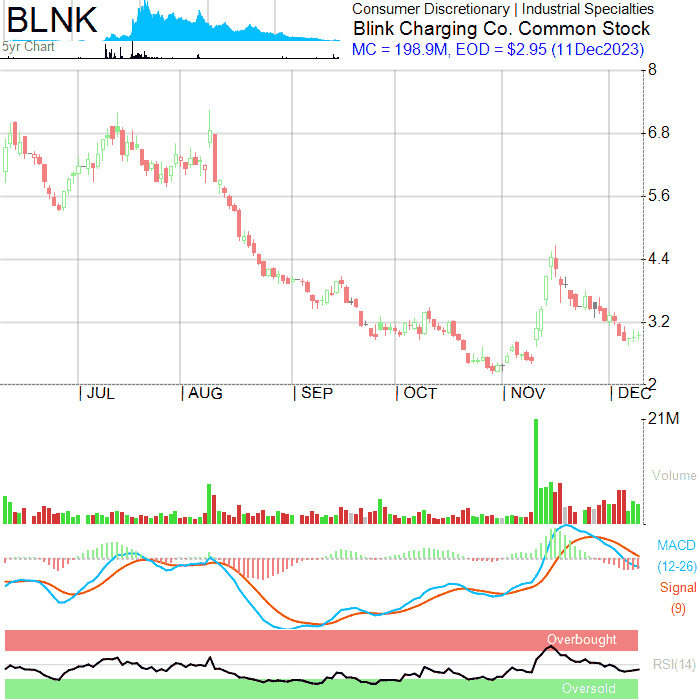 BLNK
5yr Chart
Consumer Discretionary | Industrial Specialties
Blink Charging Co. Common Stock
MC = 198.9M, EOD = $2.95 (11Dec2023)
8
6.8
5.6
4.4
3.2
2
| JUL | AUG | SEP | OCT | NOV | DEC
21M
Volume
MACD
(12-26)
Signal
(9)
Overbought
RSI(14)
Oversold